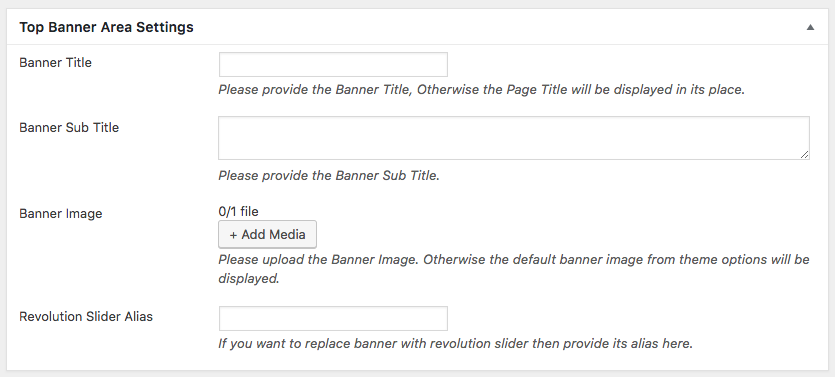 Top Banner Area Settings
Banner Title
Please provide the Banner Title, Otherwise the Page Title will be displayed in its place.
Banner Sub Title
Please provide the Banner Sub Title.
Banner Image
0/1 file
+ Add Media
Please upload the Banner Image. Otherwise the default banner image from theme options will be
displayed.
Revolution Slider Alias
If you want to replace banner with revolution slider then provide its alias here.